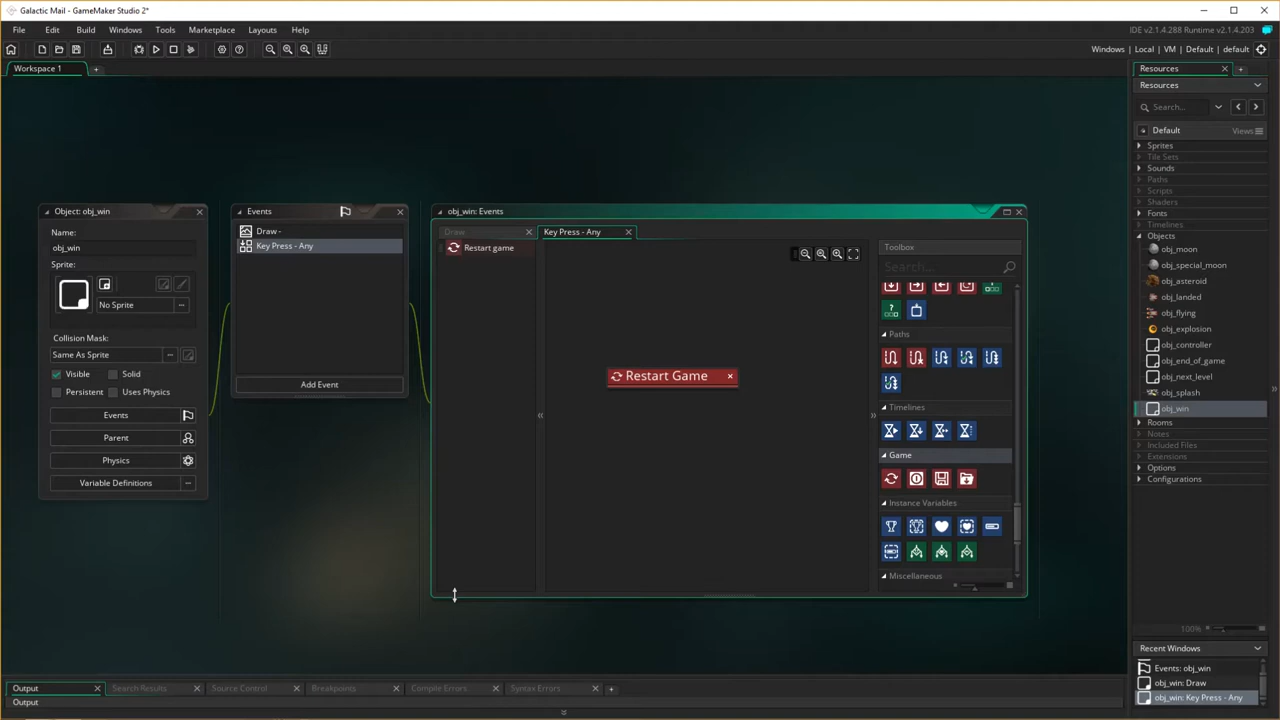 Galactic Mail - GameMaker Studio 2*
File Edit Build Windows Tools Marketplace Layouts Help
IDE v2.1.4.288 Runtime v2.1.4.203
Windows | Local | VM | Default | default
Workspace 1
Resources
Resources
Search...
Default Views
Sprites
Tile Sets
Sounds
Paths
Scripts
Shaders
Fonts
Timelines
Objects
obj_moon
obj_special_moon
obj_asteroid
obj_landed
obj_flying
obj_explosion
obj_controller
obj_end_of_game
obj_next_level
obj_splash
obj_win
Rooms
Notes
Included Files
Extensions
Options
Configurations
100%
Recent Windows
Events: obj_win
obj_win: Draw
obj_win: Key Press - Any
Object: obj_win
Name:
obj_win
Sprite:
No Sprite
Collision Mask:
Same As Sprite
Visible Solid
Persistent Uses Physics
Events
Parent
Physics
Variable Definitions
Events
Draw -
Key Press - Any
Add Event
obj_win: Events
Draw
Key Press - Any
Restart game
Restart Game
Toolbox
Search...
Paths
Timelines
Game
Instance Variables
Miscellaneous
Output Search Results Source Control Breakpoints Compile Errors Syntax Errors
Output